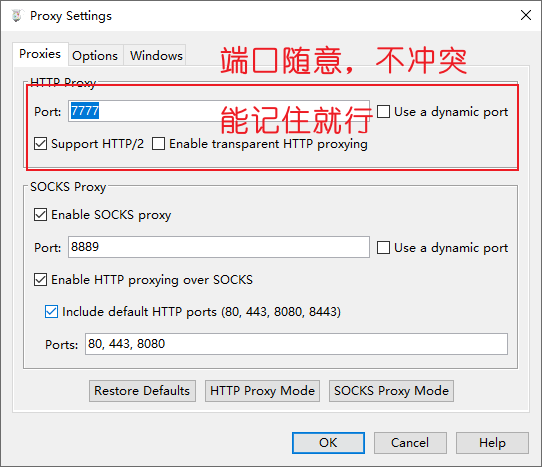 Proxy Settings
Proxies Options Windows
端口随意，不冲突
HTTP Proxy
Port: 7777 Use a dynamic port
能记住就行
Support HTTP/2 Enable transparent HTTP proxying
SOCKS Proxy
Enable SOCKS proxy
Port: 8889 Use a dynamic port
Enable HTTP proxying over SOCKS
Include default HTTP ports (80, 443, 8080, 8443)
Ports: 80, 443, 8080
Restore Defaults HTTP Proxy Mode SOCKS Proxy Mode
OK Cancel Help